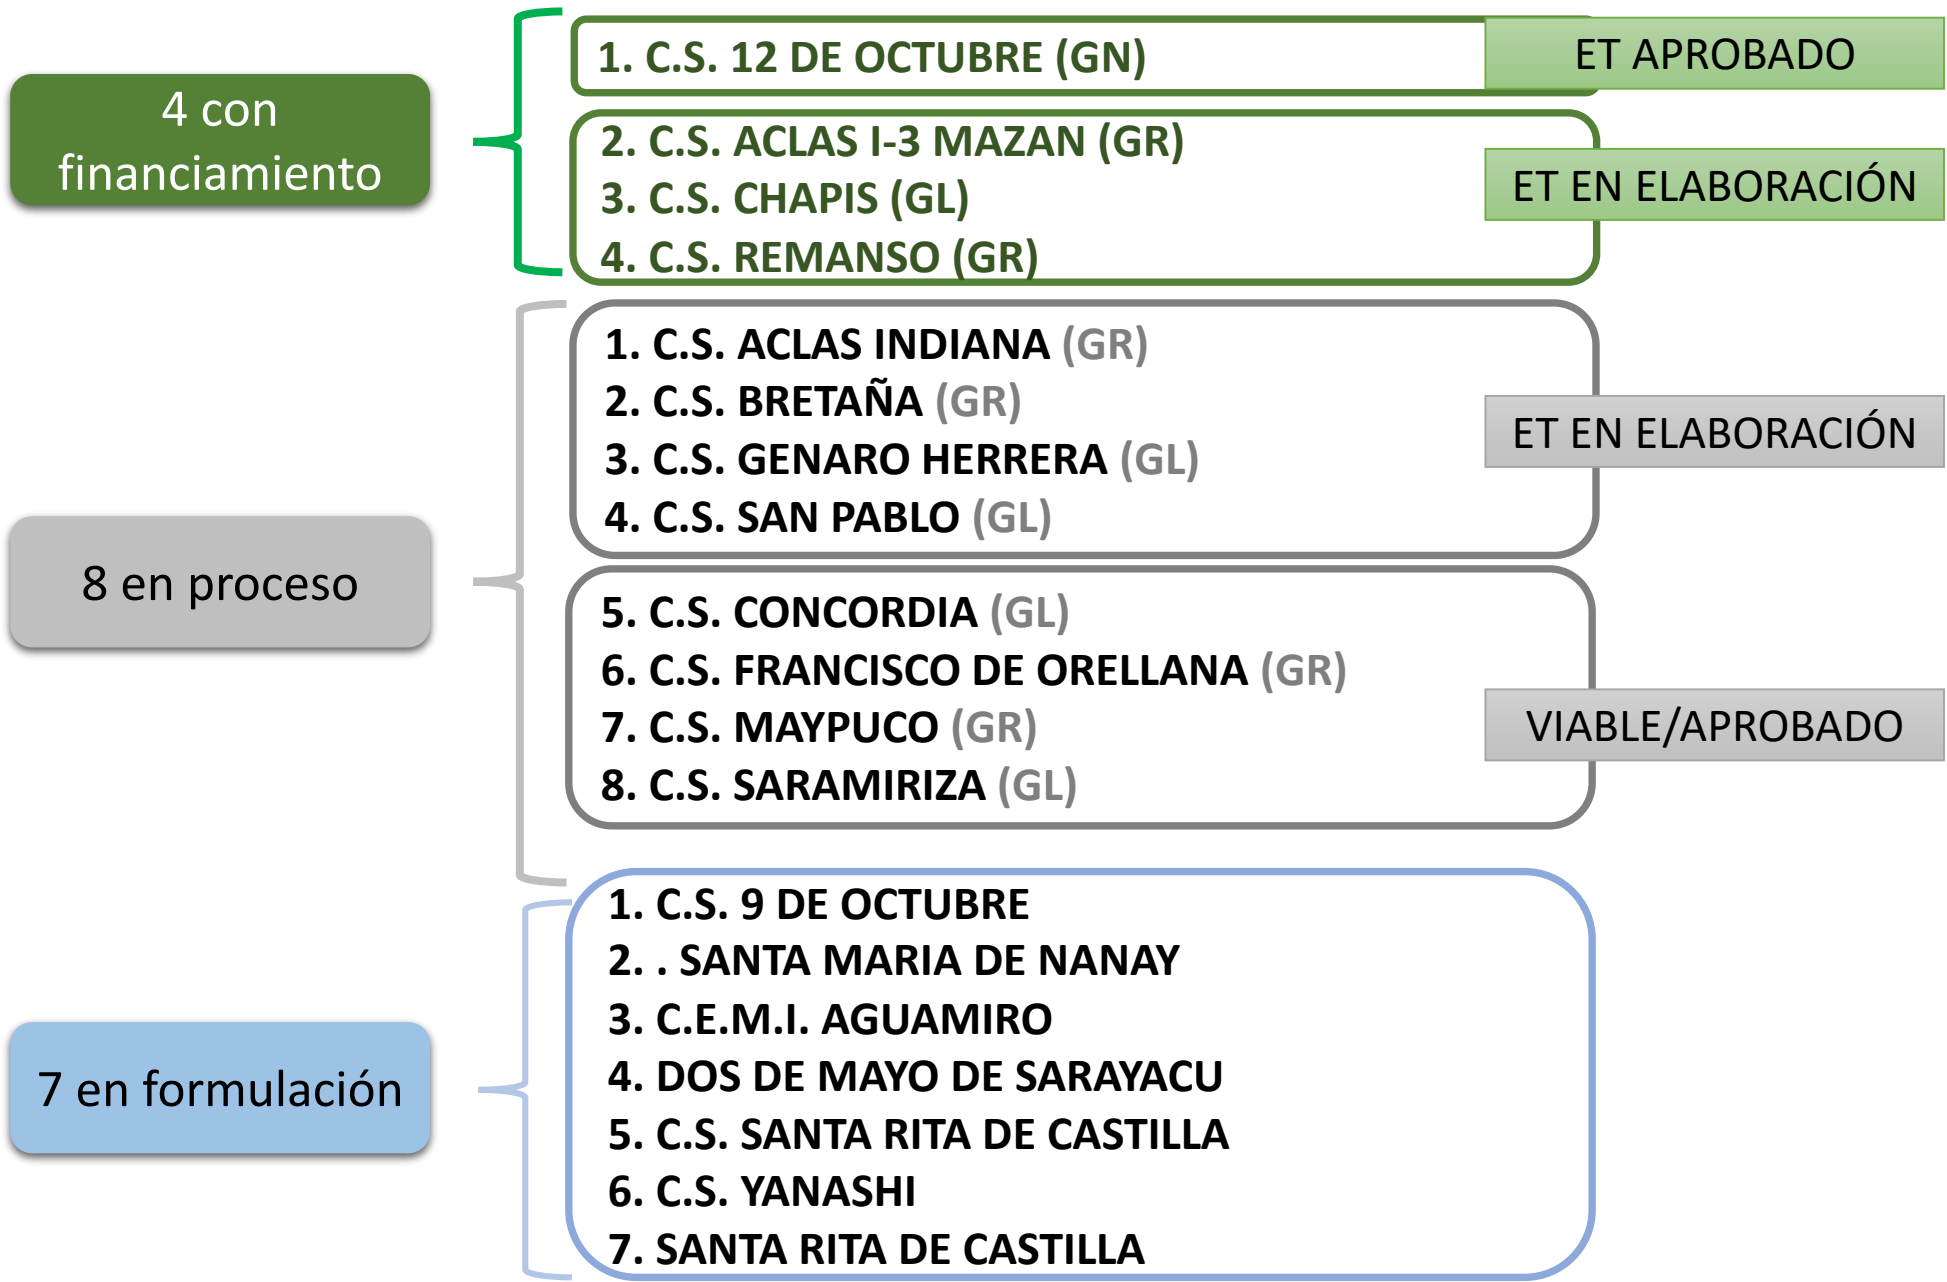 4 con
financiamiento
1. C.S. 12 DE OCTUBRE (GN)
ET APROBADO
2. C.S. ACLAS I-3 MAZAN (GR)
3. C.S. CHAPIS (GL)
4. C.S. REMANSO (GR)
ET EN ELABORACIÓN
8 en proceso
1. C.S. ACLAS INDIANA (GR)
2. C.S. BRETAÑA (GR)
3. C.S. GENARO HERRERA (GL)
4. C.S. SAN PABLO (GL)
ET EN ELABORACIÓN
5. C.S. CONCORDIA (GL)
6. C.S. FRANCISCO DE ORELLANA (GR)
7. C.S. MAYPUCO (GR)
8. C.S. SARAMIRIZA (GL)
VIABLE/APROBADO
7 en formulación
1. C.S. 9 DE OCTUBRE
2. . SANTA MARIA DE NANAY
3. C.E.M.I. AGUAMIRO
4. DOS DE MAYO DE SARAYACU
5. C.S. SANTA RITA DE CASTILLA
6. C.S. YANASHI
7. SANTA RITA DE CASTILLA